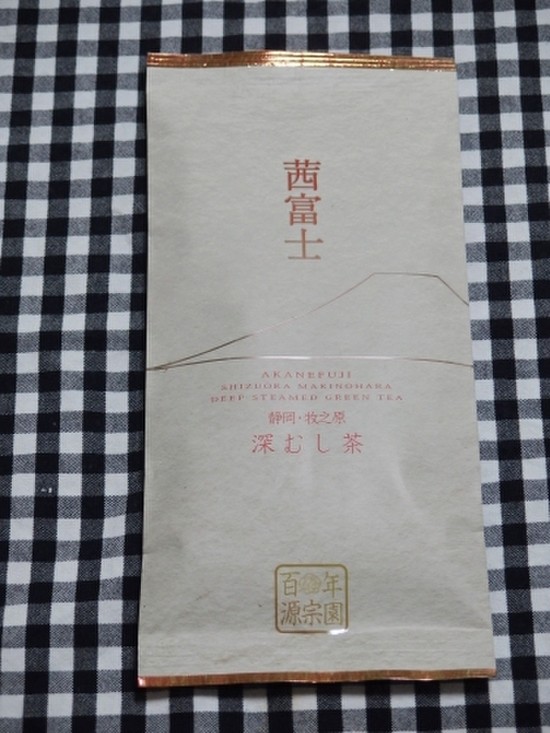 茜富士
AKANEFUJI
SHIZUOKA MAKINOHARA
DEEP STEAMED GREEN TEA
静岡・牧之原
深むし茶
百年
源宗園